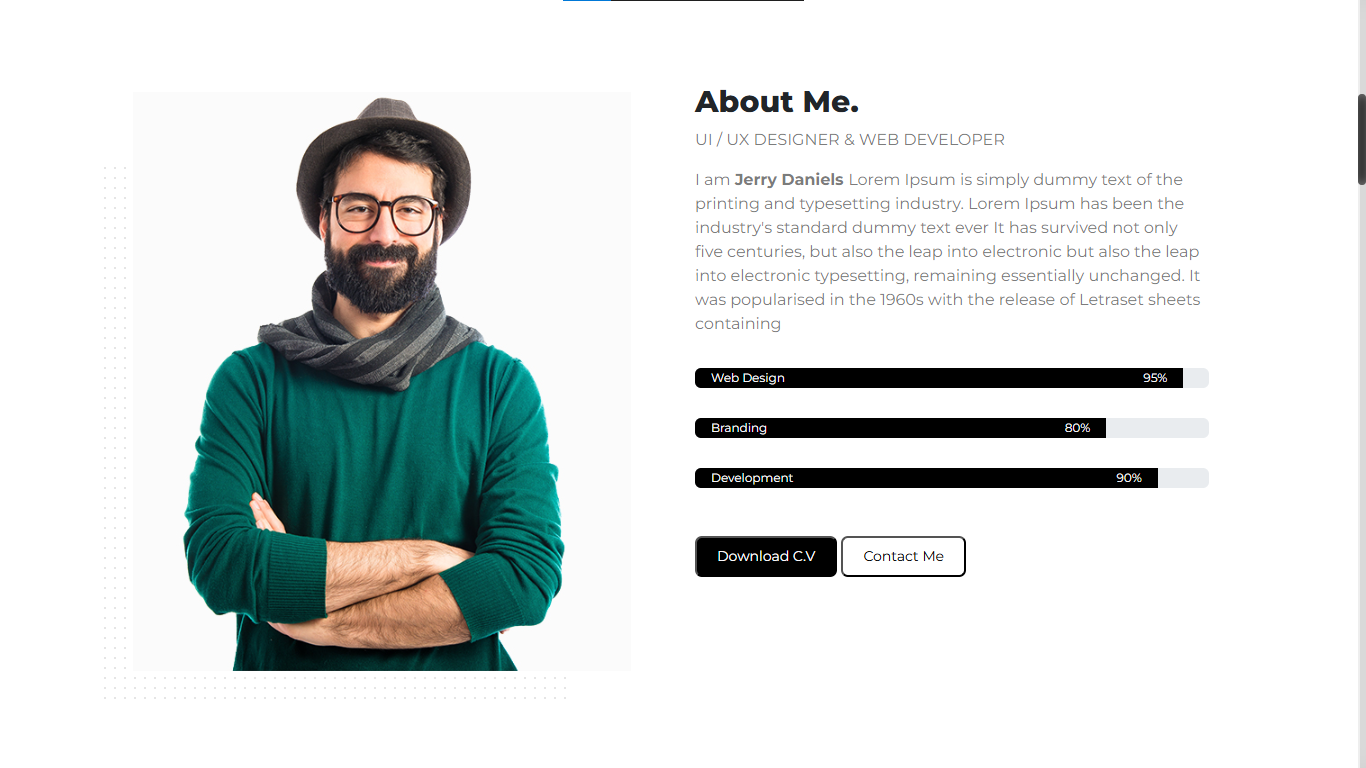 About Me.
UI / UX DESIGNER & WEB DEVELOPER
I am Jerry Daniels Lorem Ipsum is simply dummy text of the
printing and typesetting industry. Lorem Ipsum has been the
industry's standard dummy text ever It has survived not only
five centuries, but also the leap into electronic but also the leap
into electronic typesetting, remaining essentially unchanged. It
was popularised in the 1960s with the release of Letraset sheets
containing
Web Design 95%
Branding 80%
Development 90%
Download C.V Contact Me